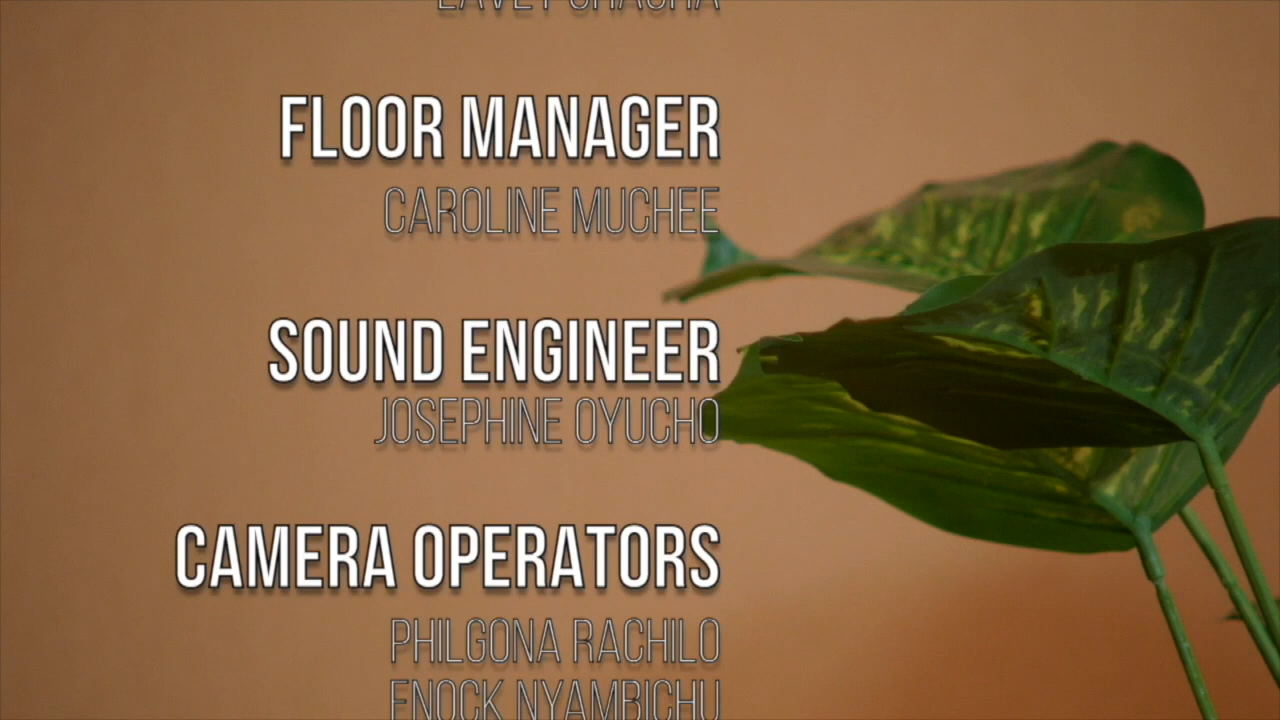 FLOOR MANAGER
CAROLINE MUCHEE
SOUND ENGINEER
JOSEPHINE OYUCHO
CAMERA OPERATORS
PHILGONA RACHILO
ENOCK NYAMBICHU